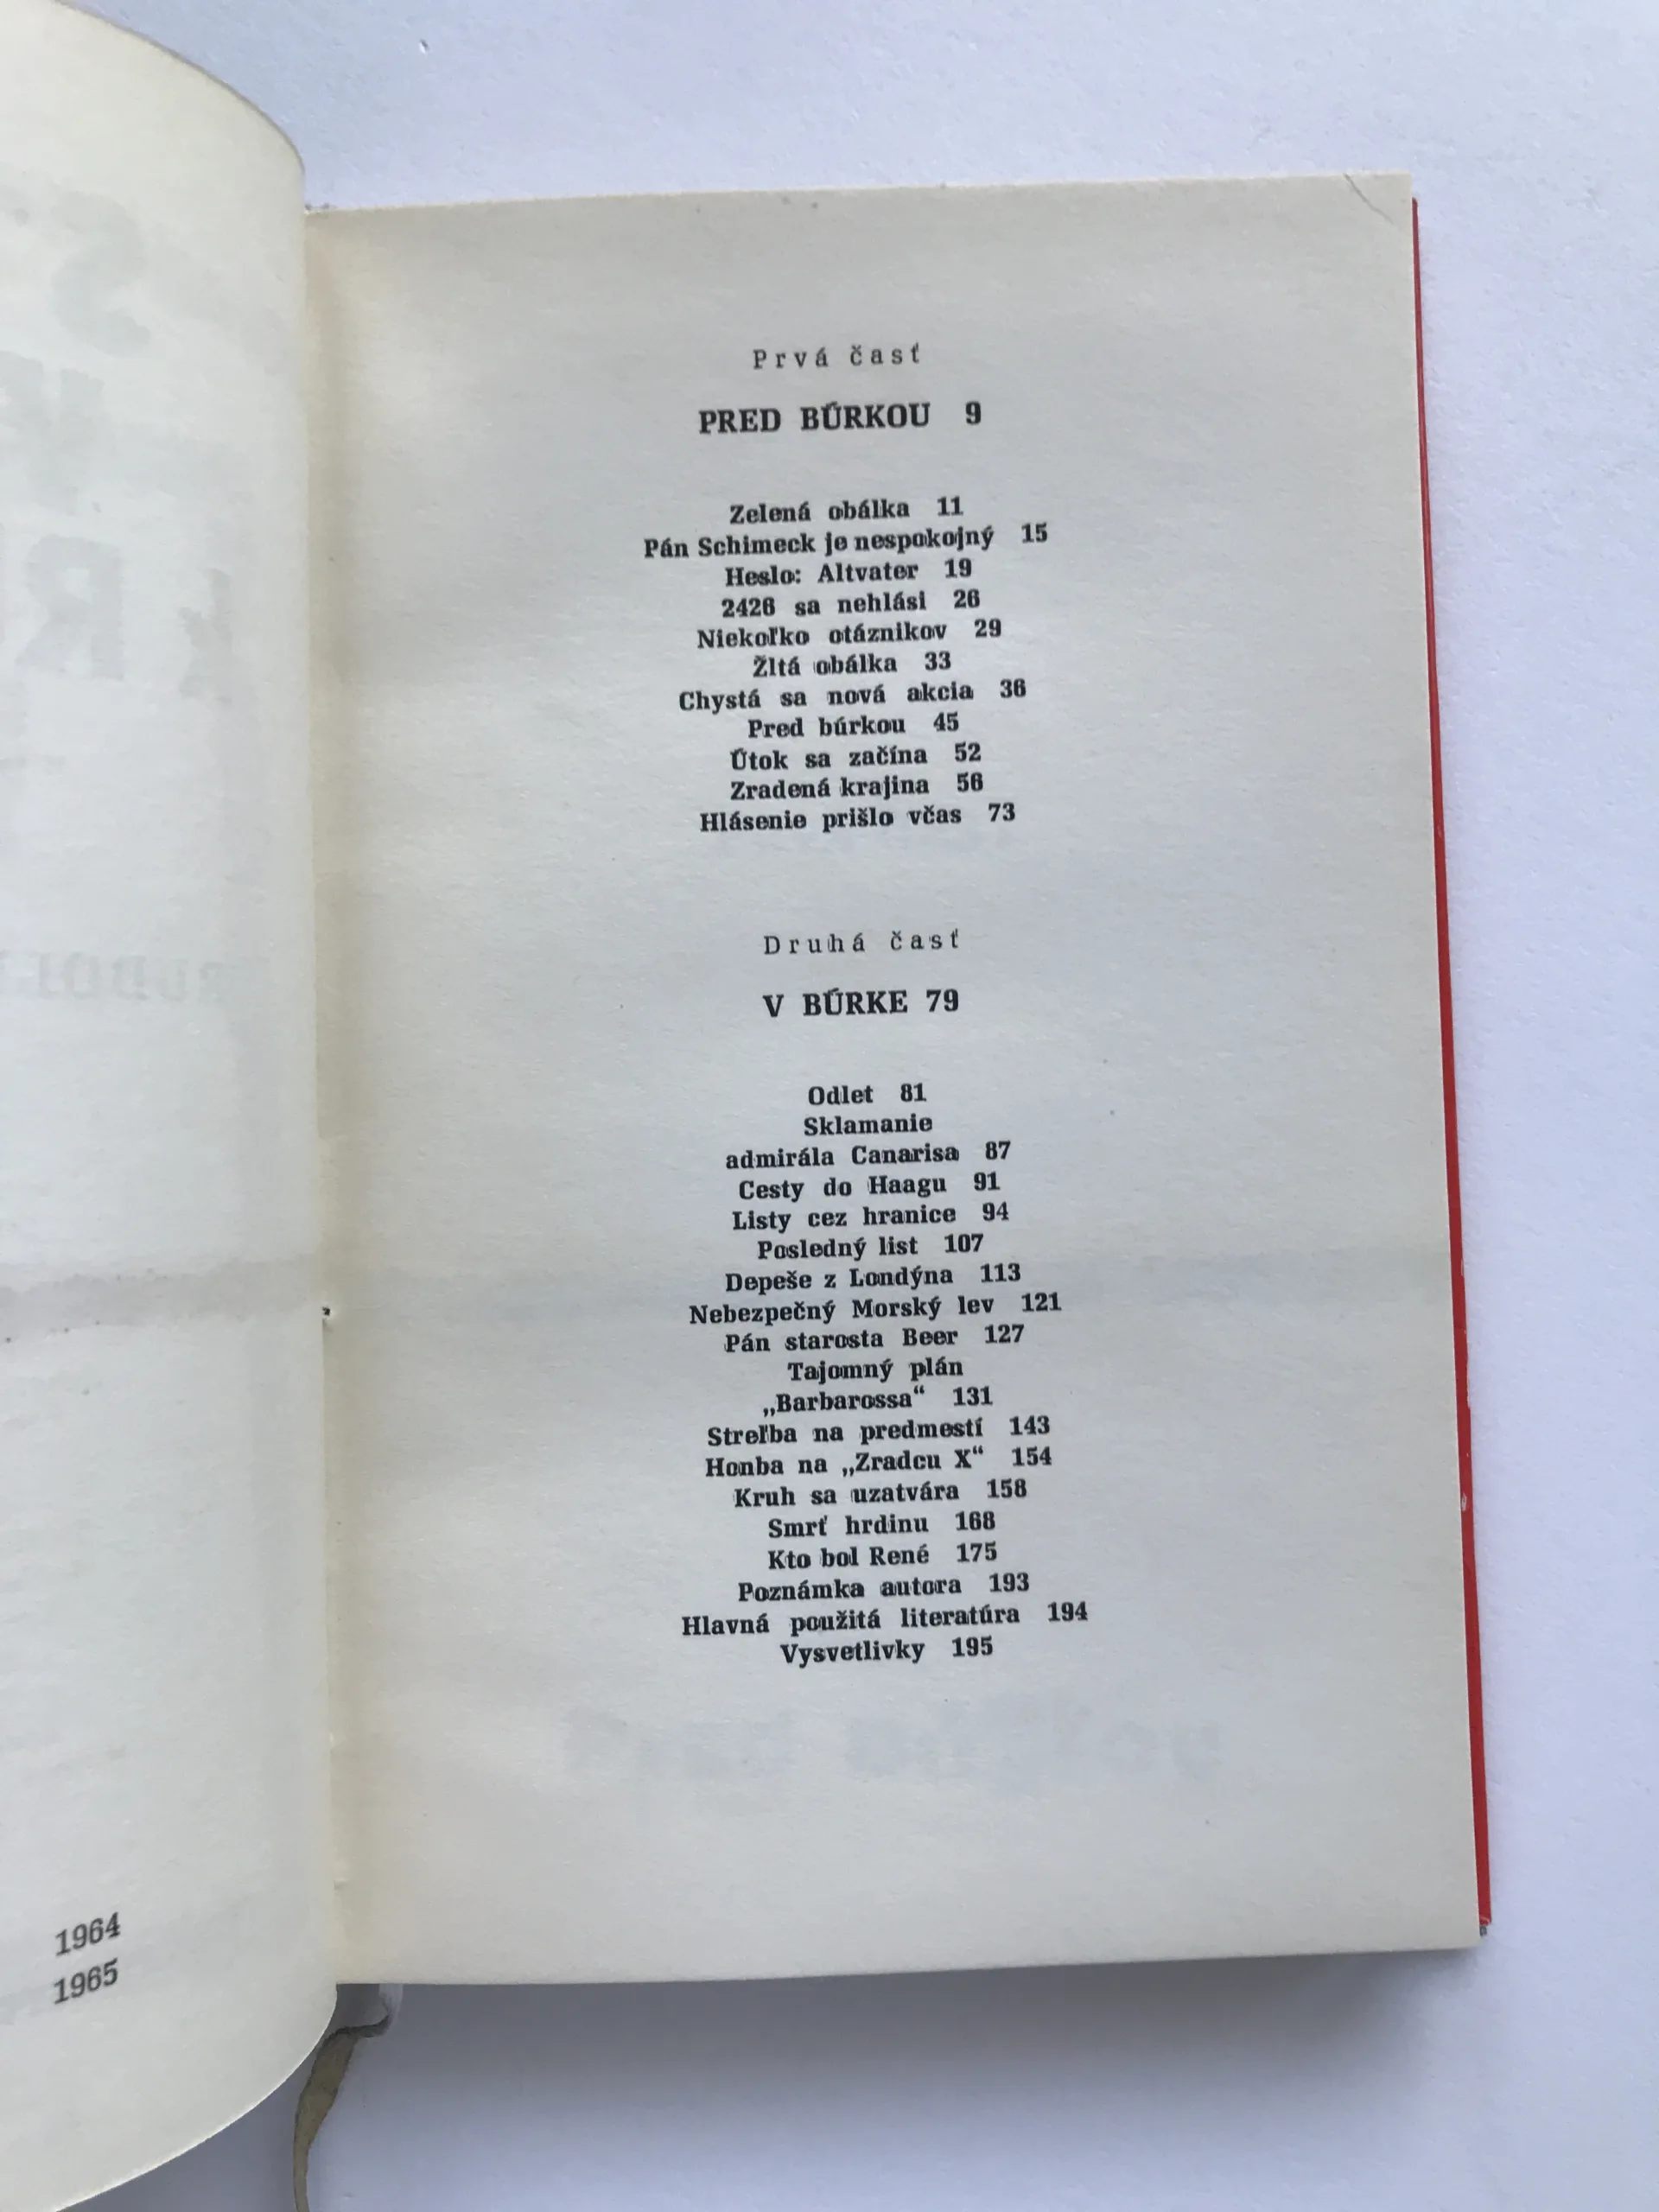 1964
1965
Prvá časť
PRED BÚRKOU 9
Zelená obálka 11
Pán Schimeck je nespokojný 15
Heslo: Altvater 19
2426 sa nehlási 26
Niekoľko otáznikov 29
Žltá obálka 33
Chystá sa nová akcia 36
Pred búrkou 45
Útok sa začína 52
Zradená krajina 56
Hlásenie prišlo včas 73
Druhá časť
V BÚRKE 79
Odlet 81
Sklamanie
admirála Canarisa 87
Cesty do Haagu 91
Listy cez hranice 94
Posledný list 107
Depeše z Londýna 113
Nebezpečný Morský lev 121
Pán starosta Beer 127
Tajomný plán
„Barbarossa“ 131
Streľba na predmestí 143
Honba na „Zradcu X“ 154
Kruh sa uzatvára 158
Smrť hrdinu 168
Kto bol René 175
Poznámka autora 193
Hlavná použitá literatúra 194
Vysvetlivky 195